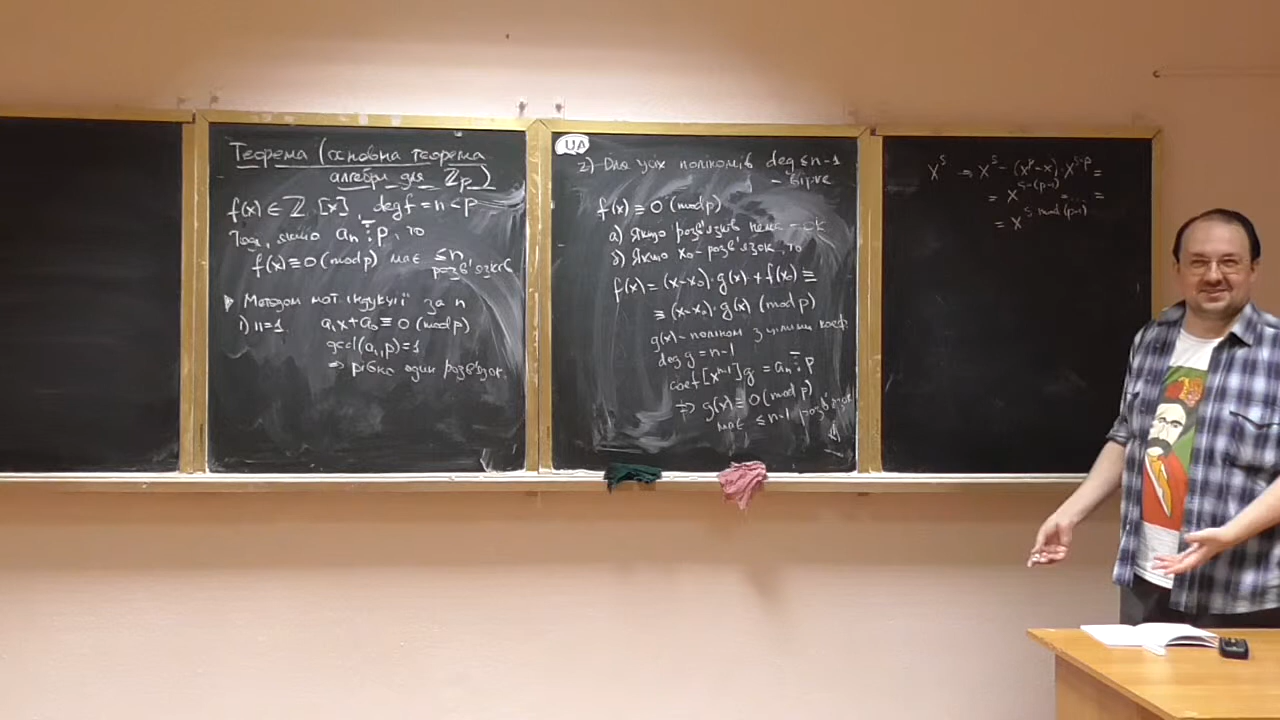 Теорема (основна теорема
алгебри для ℤₚ)
f(x) ∈ ℤ[x], deg f = n < p
Тоді, якщо aₙ ⋮̅ p, то
f(x) ≡ 0 (mod p) має ≤ n
розв'язків
▷ Методом мат. індукції за n
1) n=1. a₁x + a₀ ≡ 0 (mod p)
gcd(a₁, p) = 1
⇒ рівно один розв'язок.
UA
2) Для усіх поліномів deg ≤ n-1
- вірне
f(x) ≡ 0 (mod p)
а) Якщо розв'язків нема - ок
б) Якщо x₀ - розв'язок, то
f(x) = (x-x₀)·g(x) + f(x₀) ≡
≡ (x-x₀)·g(x) (mod p)
g(x) - поліном з цілими коеф.
deg g = n-1
coef[xⁿ⁻¹]g = aₙ ⋮̅ p
⇒ g(x) ≡ 0 (mod p)
має ≤ n-1 розв'язок
xˢ → xˢ - (xᵖ-x)·xˢ⁻ᵖ =
= x^(s-(p-1)) = ... =
= x^(s mod (p-1))